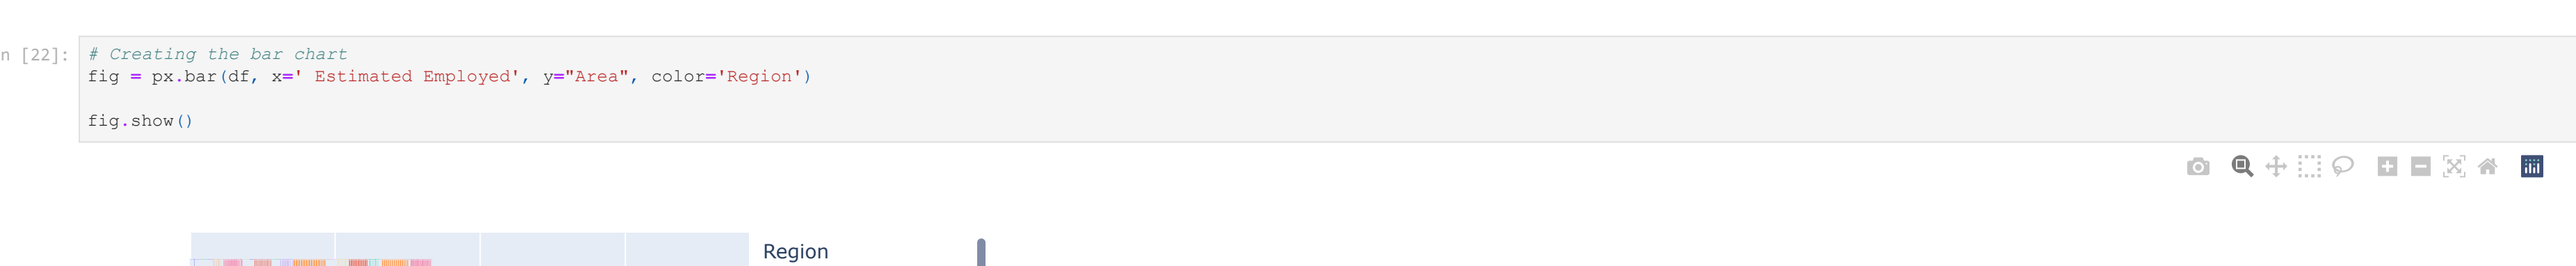 n [22]:
# Creating the bar chart
fig = px.bar(df, x=' Estimated Employed', y="Area", color='Region')
fig.show()
Region